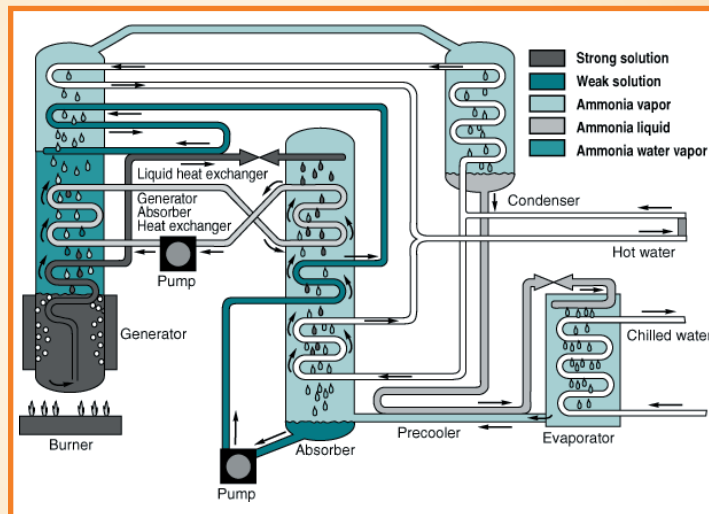 Strong solution
Weak solution
Ammonia vapor
Ammonia liquid
Ammonia water vapor
Liquid heat exchanger
Generator
Absorber
Heat exchanger
Condenser
Hot water
Pump
Generator
Chilled water
Burner
Precooler
Evaporator
Absorber
Pump